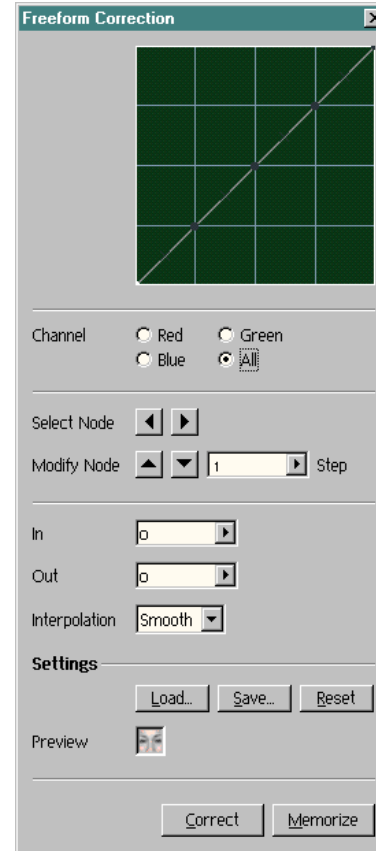 Freeform Correction
Channel Red Green
Blue All
Select Node
Modify Node 1 Step
In 0
Out 0
Interpolation Smooth
Settings
Load... Save... Reset
Preview
Correct Memorize